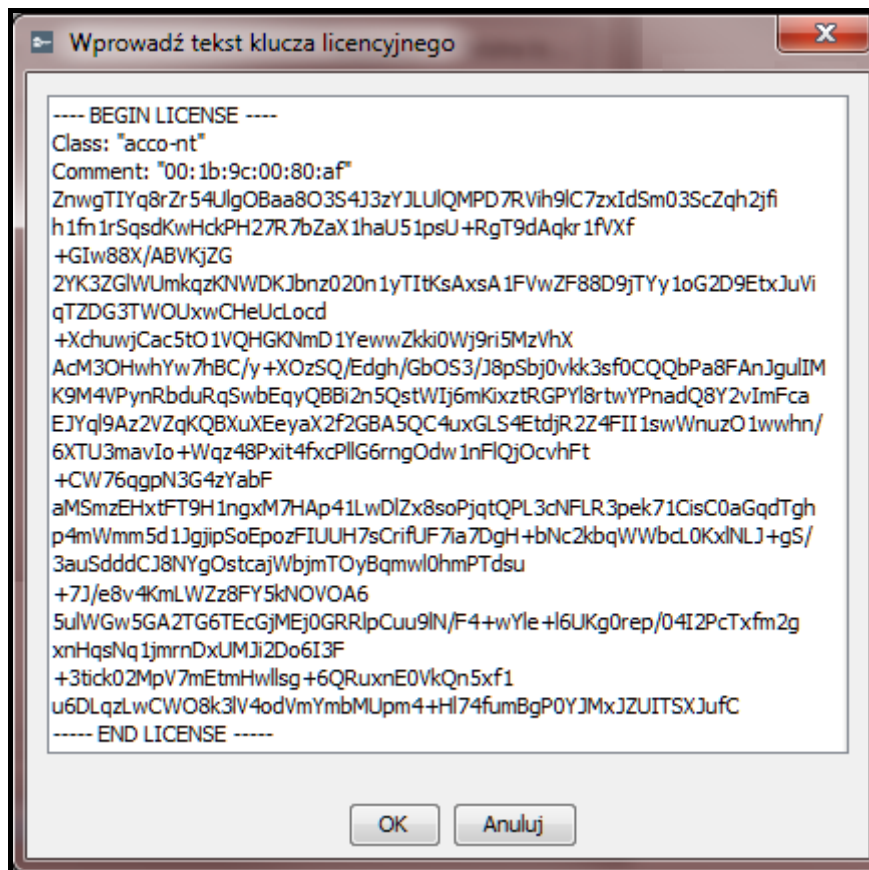 Wprowadź tekst klucza licencyjnego
---- BEGIN LICENSE ----
Class: "acco-nt"
Comment: "00:1b:9c:00:80:af"
ZnwgTIYq8rZr54UlgOBaa8O3S4J3zYJLUlQMPD7RVih9lC7zxIdSm03ScZqh2jfi
h1fn1rSqsdKwHckPH27R7bZaX1haU51psU+RgT9dAqkr1fVXf
+GIw88X/ABVKjZG
2YK3ZGlWUmkqzKNWDKJbnz020n1yTItKsAxsA1FVwZF88D9jTYy1oG2D9EtxJuVi
qTZDG3TWOUxwCHeUcLocd
+XchuwjCac5tO1VQHGKNmD1YewwZkki0Wj9ri5MzVhX
AcM3OHwhYw7hBC/y+XOzSQ/Edgh/GbOS3/J8pSbj0vkk3sf0CQQbPa8FAnJgulIM
K9M4VPynRbduRqSwbEqyQBBi2n5QstWIj6mKixztRGPYl8rtwYPnadQ8Y2vImFca
EJYql9Az2VZqKQBXuXEeyaX2f2GBA5QC4uxGLS4EtdjR2Z4FII1swWnuzO1wwhn/
6XTU3mavIo+Wqz48Pxit4fxcPllG6rngOdw1nFlQjOcvhFt
+CW76qgpN3G4zYabF
aMSmzEHxtFT9H1ngxM7HAp41LwDlZx8soPjqtQPL3cNFLR3pek71CisC0aGqdTgh
p4mWmm5d1JgjipSoEpozFIUUH7sCrifUF7ia7DgH+bNc2kbqWWbcL0KxlNLJ+gS/
3auSdddCJ8NYgOstcajWbjmTOyBqmwl0hmPTdsu
+7J/e8v4KmLWZz8FY5kNOVOA6
5ulWGw5GA2TG6TEcGjMEj0GRRlpCuu9lN/F4+wYle+l6UKg0rep/04I2PcTxfm2g
xnHqsNq1jmrnDxUMJi2Do6I3F
+3tick02MpV7mEtmHwllsg+6QRuxnE0VkQn5xf1
u6DLqzLwCWO8k3lV4odVmYmbMUpm4+Hl74fumBgP0YJMxJZUITSXJufC
----- END LICENSE -----
OK
Anuluj